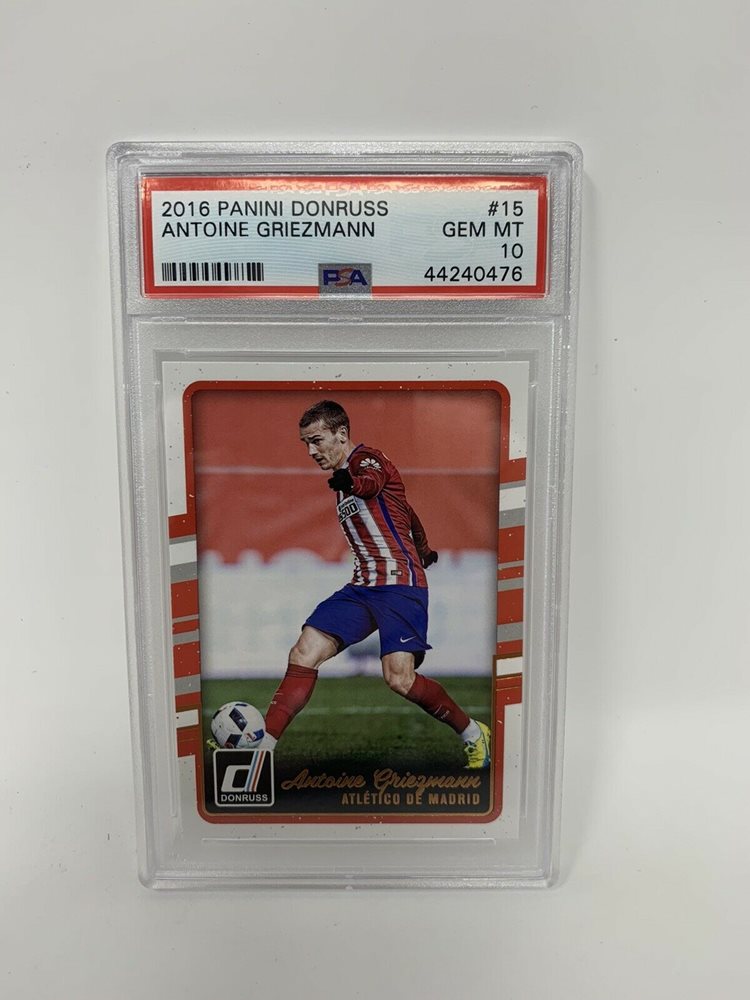 2016 PANINI DONRUSS #15
ANTOINE GRIEZMANN GEM MT
10
PSA 44240476
d
DONRUSS
Antoine Griezmann
ATLÉTICO DE MADRID